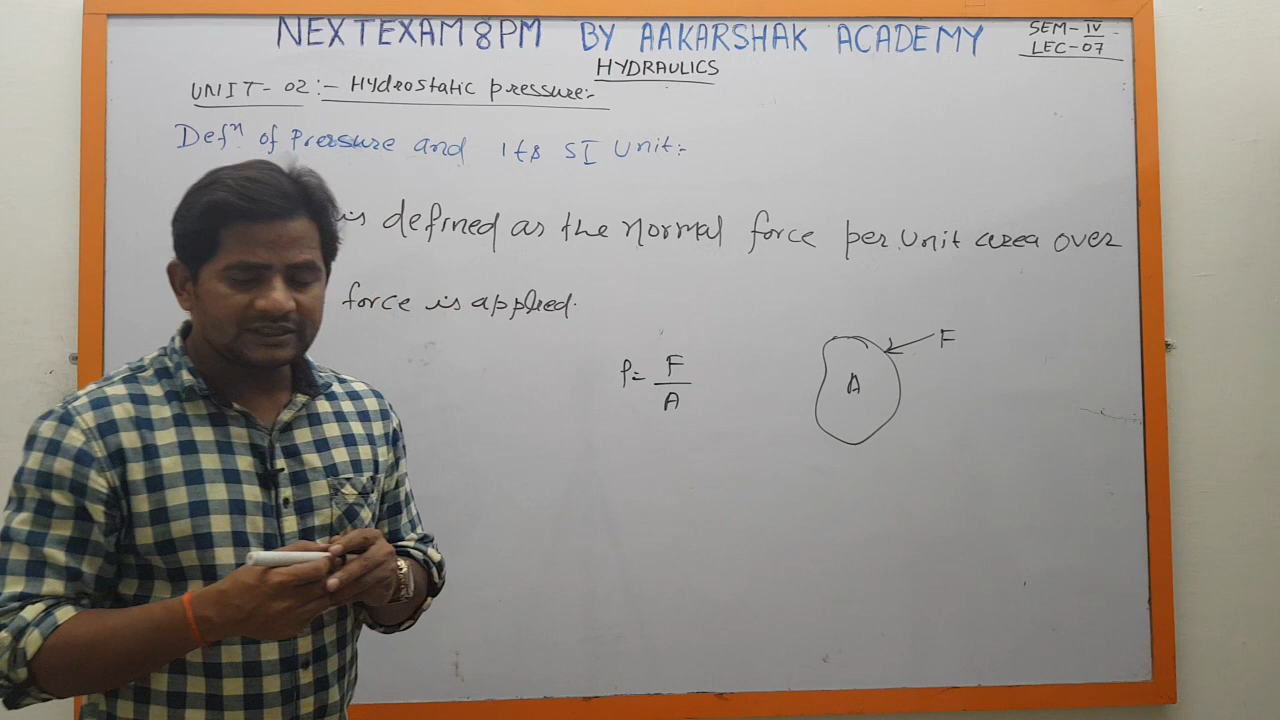 NEXTEXAM8PM BY AAKARSHAK ACADEMY
SEM-IV
LEC-07
HYDRAULICS
UNIT-02:- Hydrostatic pressure:-
Defⁿ of Pressure and its SI Unit:-
is defined as the normal force per unit area over
force is applied.
P= F
A
A
F